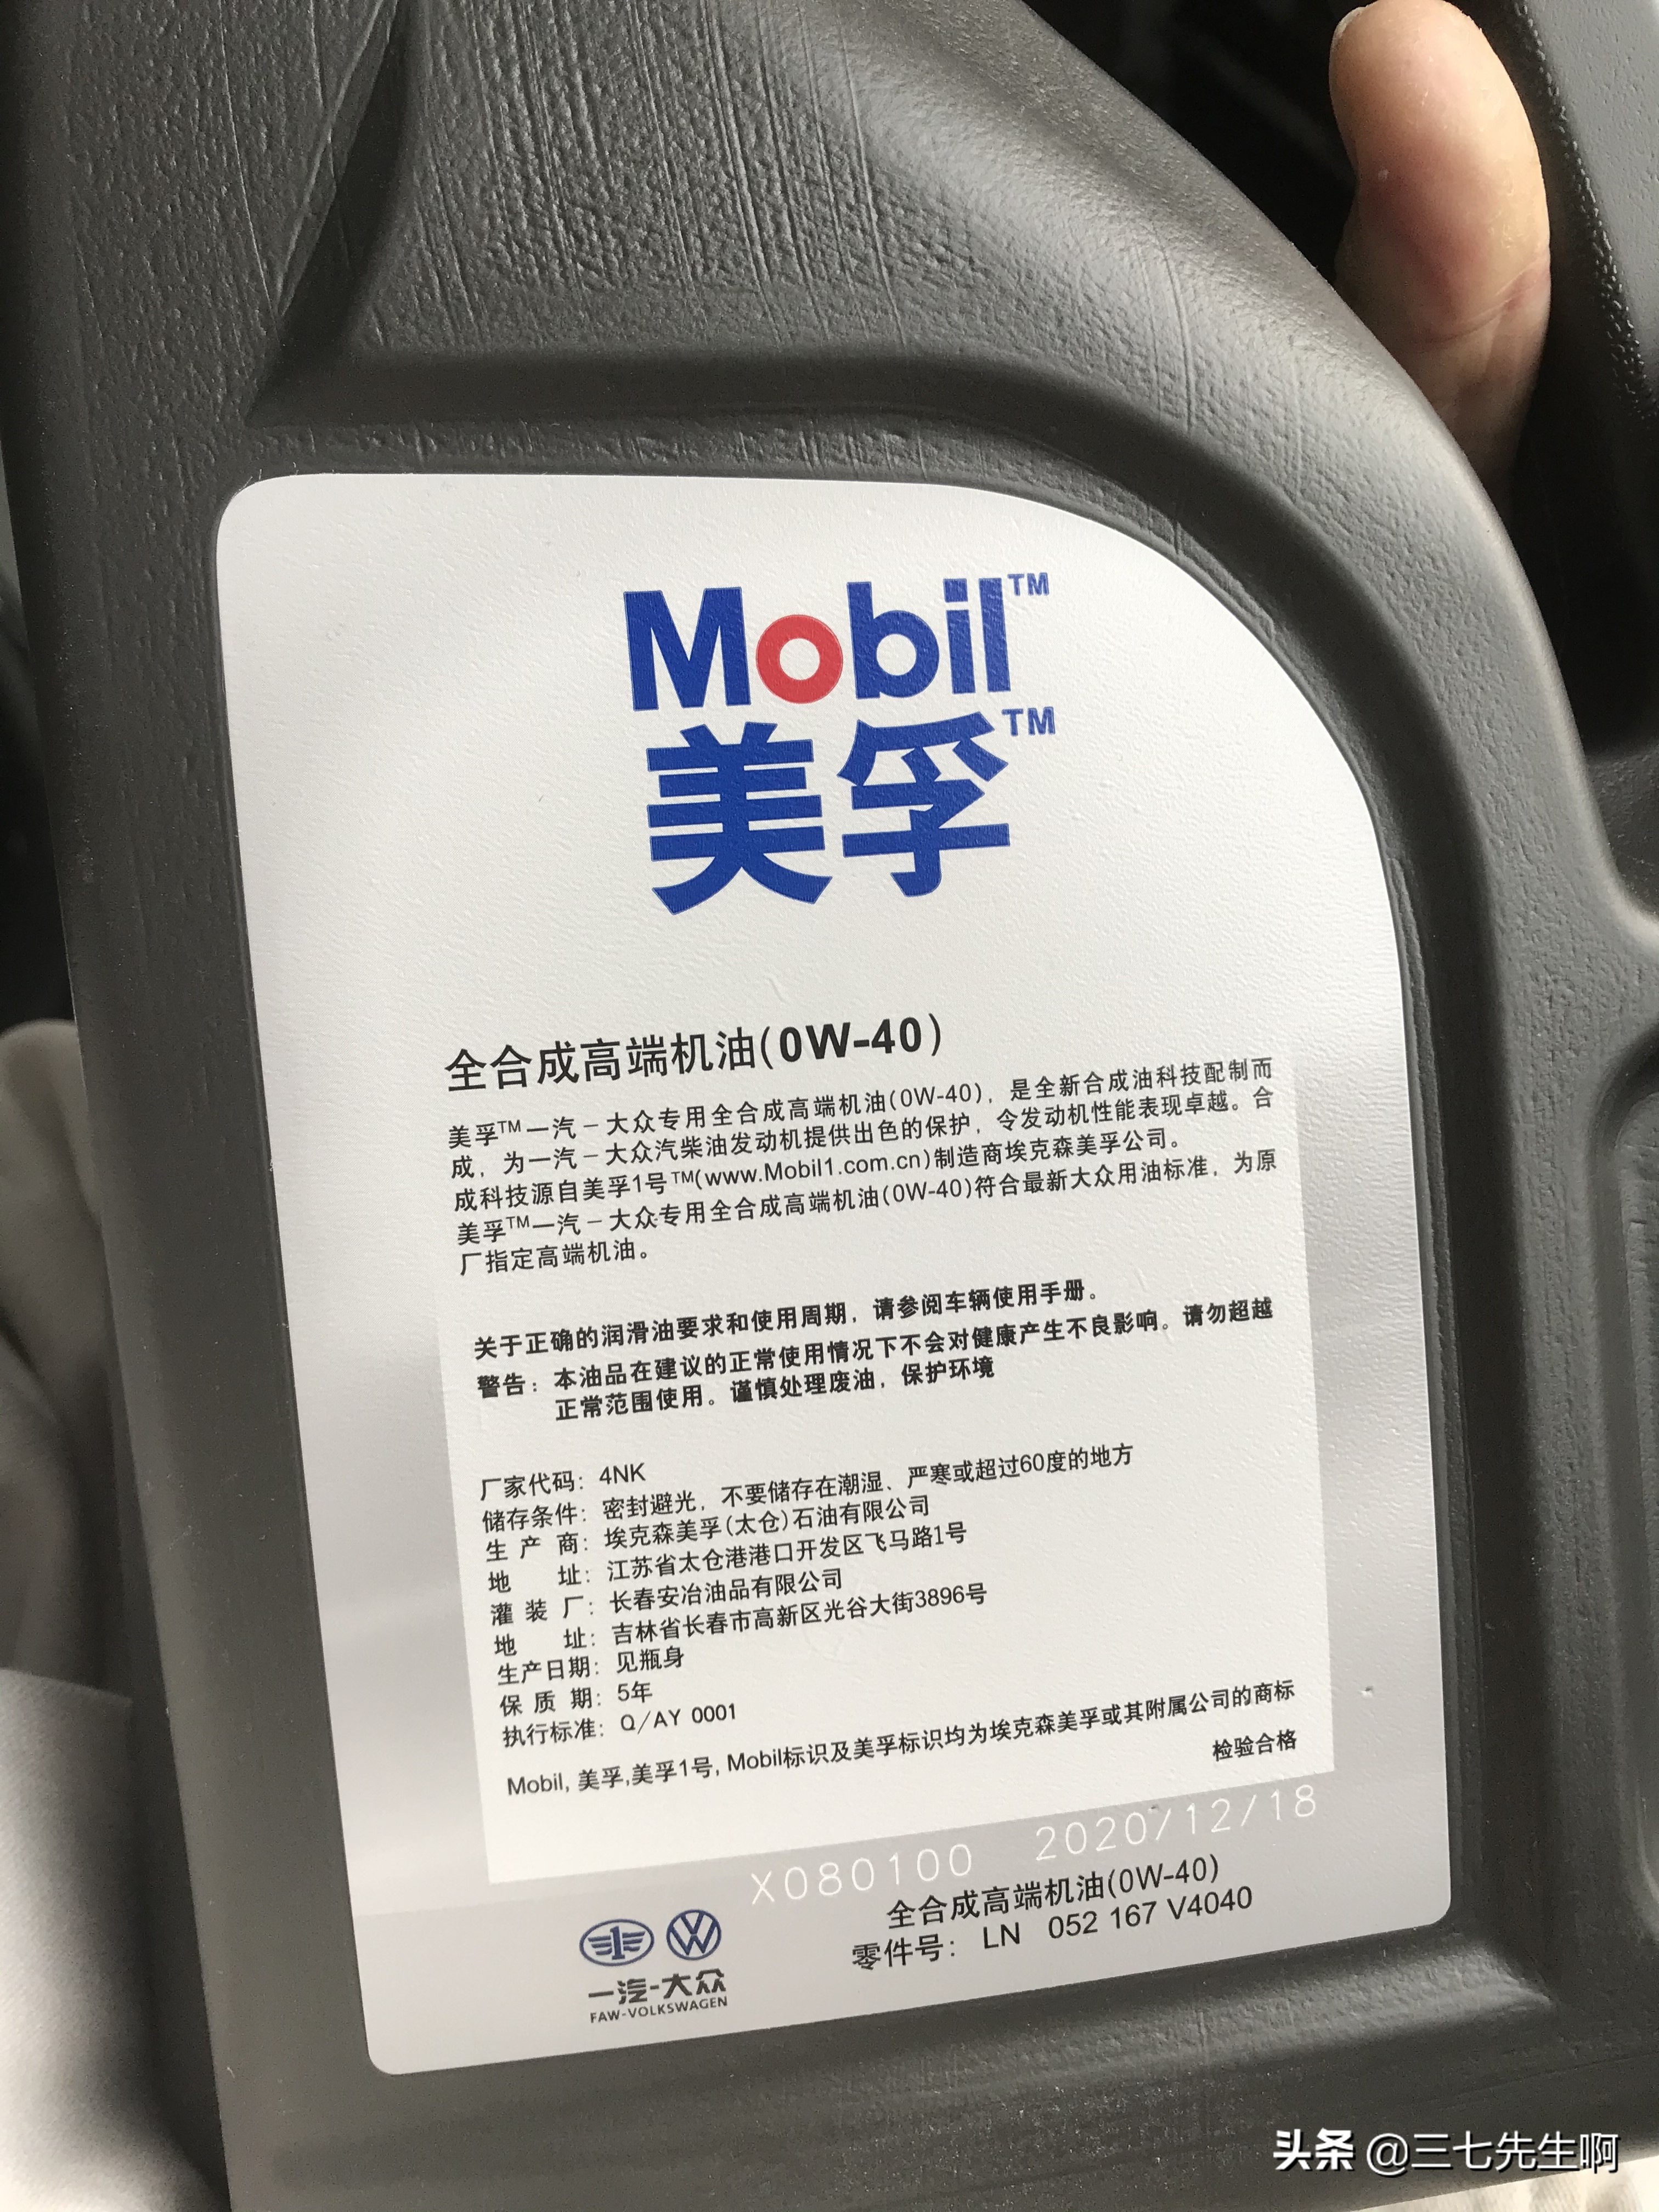 Mobil™
美孚™
全合成高端机油(0W-40)
美孚™一汽－大众专用全合成高端机油(0W-40)，是全新合成油科技配制而
成，为一汽－大众汽柴油发动机提供出色的保护，令发动机性能表现卓越。合
成科技源自美孚1号™(www.Mobil1.com.cn)制造商埃克森美孚公司。
美孚™一汽－大众专用全合成高端机油(0W-40)符合最新大众用油标准，为原
厂指定高端机油。
关于正确的润滑油要求和使用周期，请参阅车辆使用手册。
警告：本油品在建议的正常使用情况下不会对健康产生不良影响。请勿超越
正常范围使用。谨慎处理废油，保护环境
厂家代码：4NK
储存条件：密封避光，不要储存在潮湿、严寒或超过60度的地方
生 产 商：埃克森美孚(太仓)石油有限公司
地 址：江苏省太仓港港口开发区飞马路1号
灌 装 厂：长春安冶油品有限公司
地 址：吉林省长春市高新区光谷大街3896号
生产日期：见瓶身
保 质 期：5年
执行标准：Q/AY 0001
Mobil, 美孚,美孚1号, Mobil标识及美孚标识均为埃克森美孚或其附属公司的商标
检验合格
X080100 2020/12/18
全合成高端机油(0W-40)
零件号： LN 052 167 V4040
一汽-大众
FAW-VOLKSWAGEN
头条 @三七先生啊